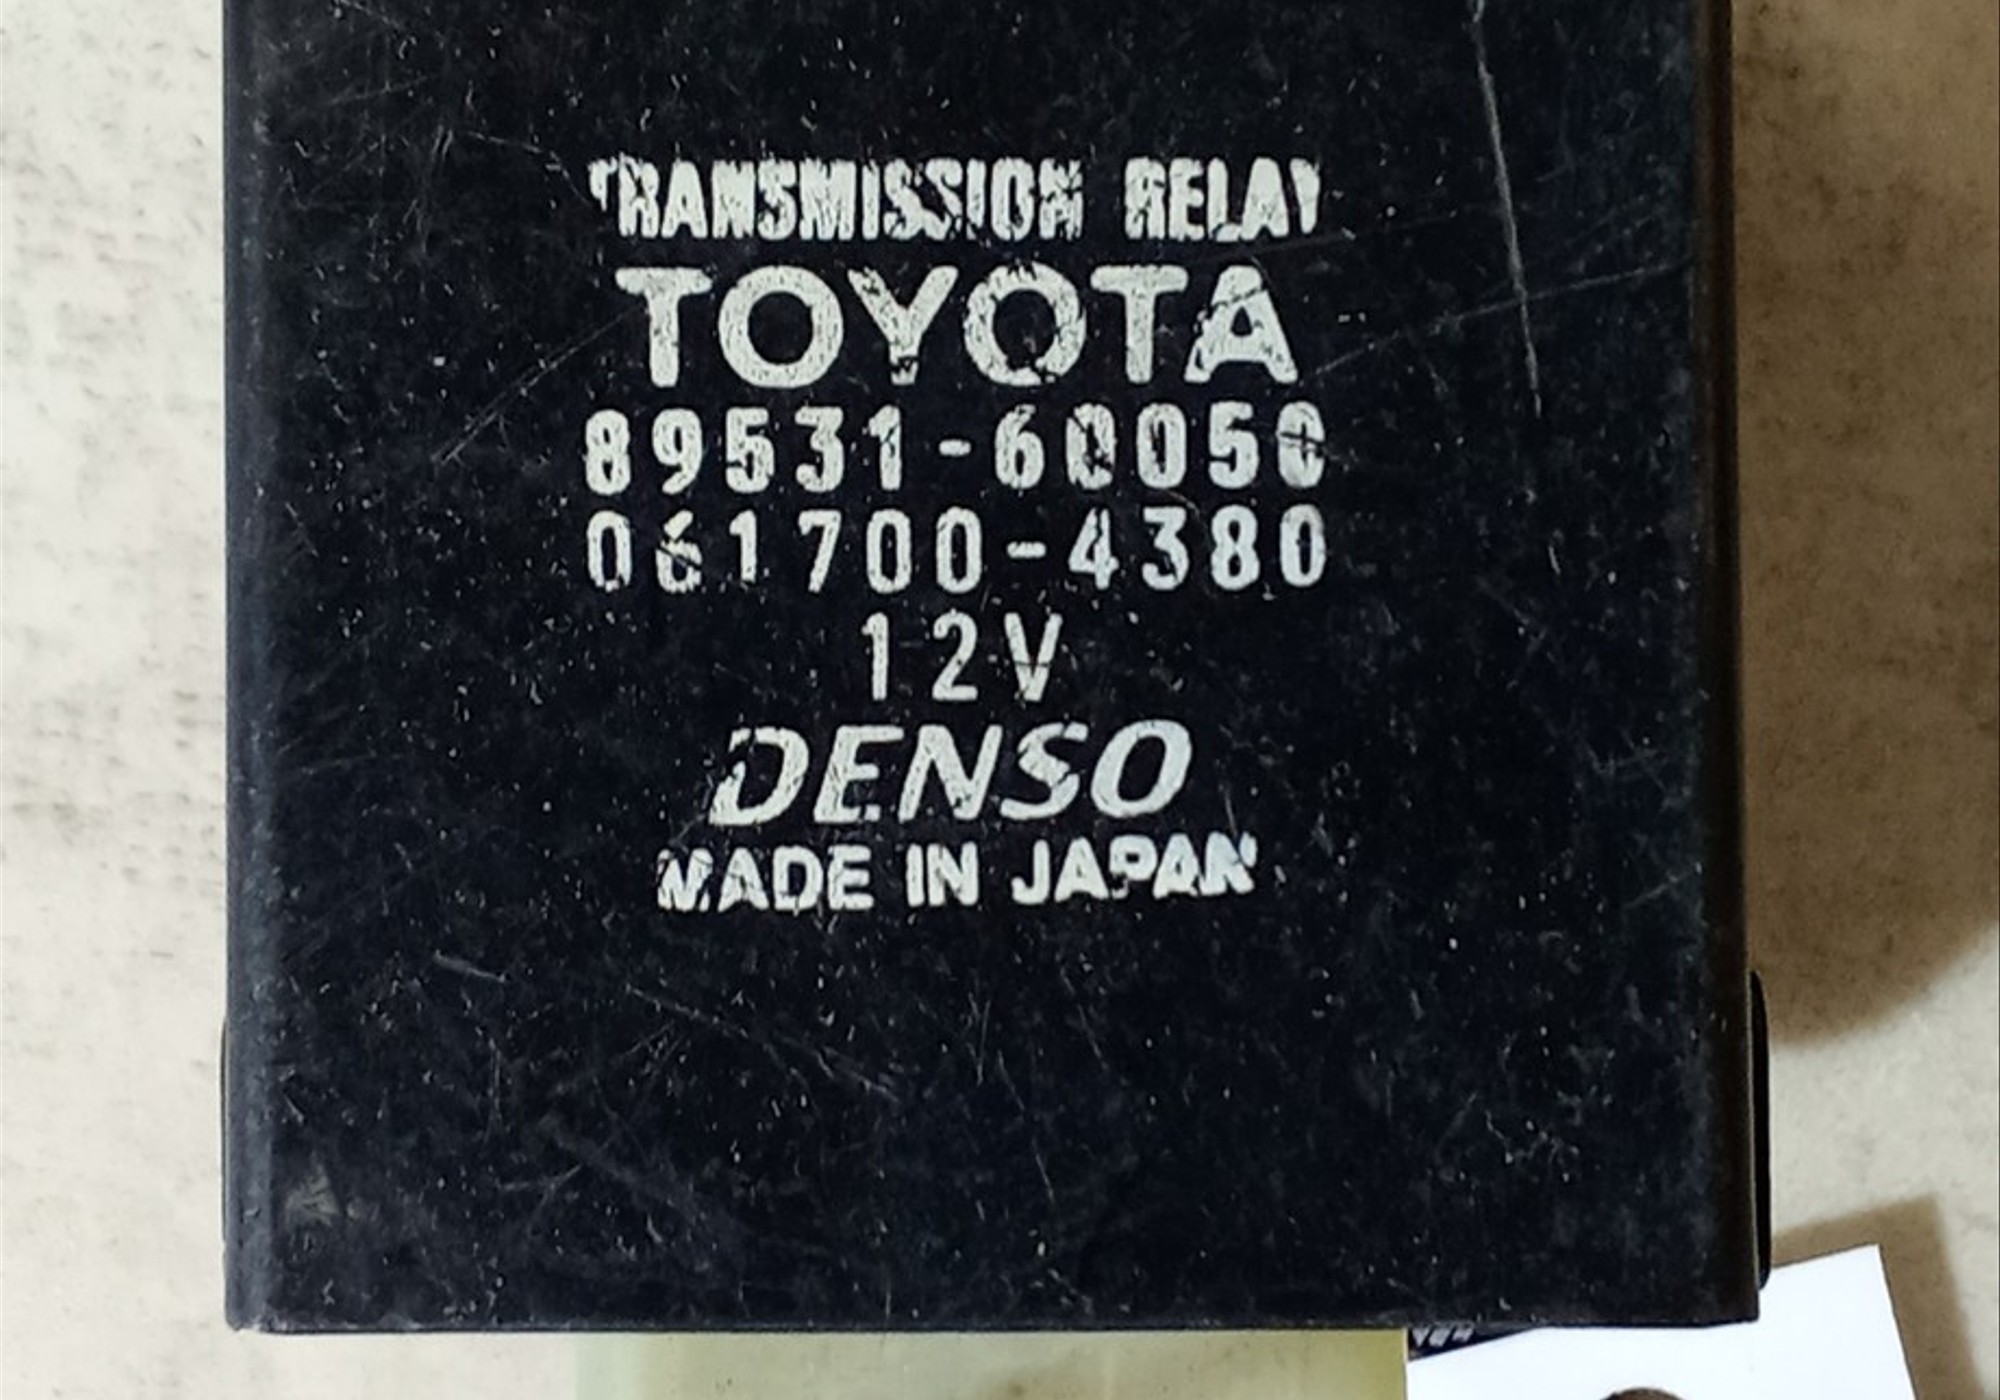 TRANSMISSION RELAY
TOYOTA
89531-60050
061700-4380
12V
DENSO
MADE IN JAPAN